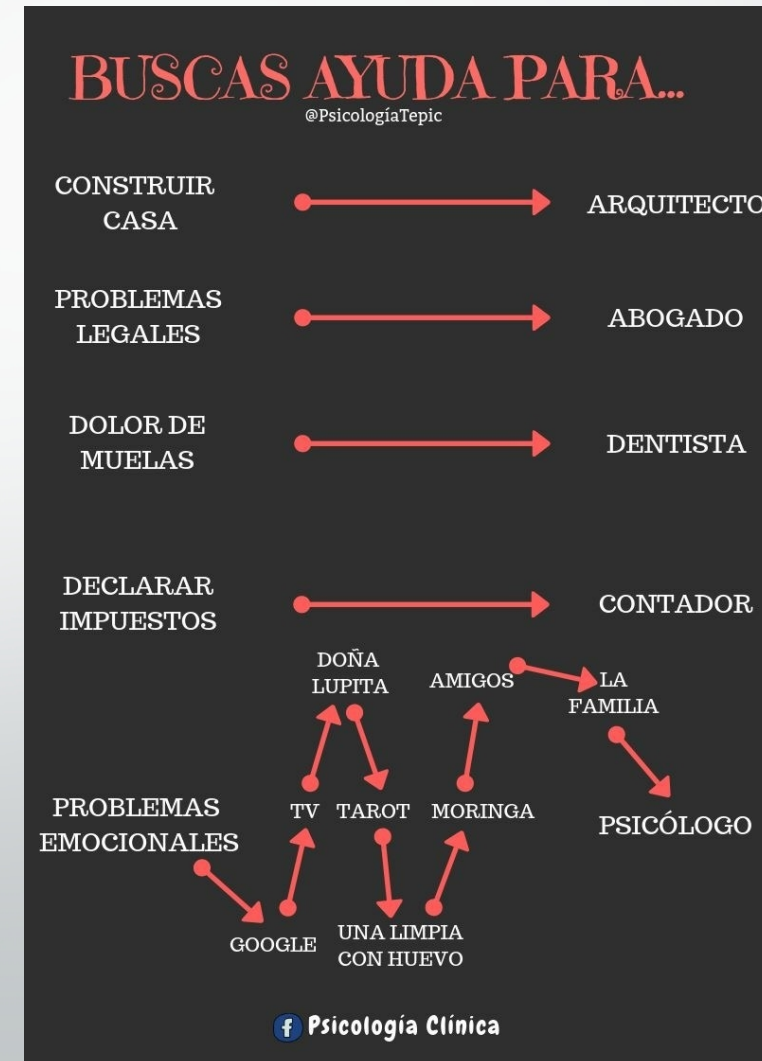 BUSCAS AYUDA PARA...
@PsicologíaTepic
CONSTRUIR
CASA
ARQUITECTO
PROBLEMAS
LEGALES
ABOGADO
DOLOR DE
MUELAS
DENTISTA
DECLARAR
IMPUESTOS
CONTADOR
PROBLEMAS
EMOCIONALES
GOOGLE
TV
DOÑA
LUPITA
TAROT
UNA LIMPIA
CON HUEVO
MORINGA
AMIGOS
LA
FAMILIA
PSICÓLOGO
f Psicología Clínica